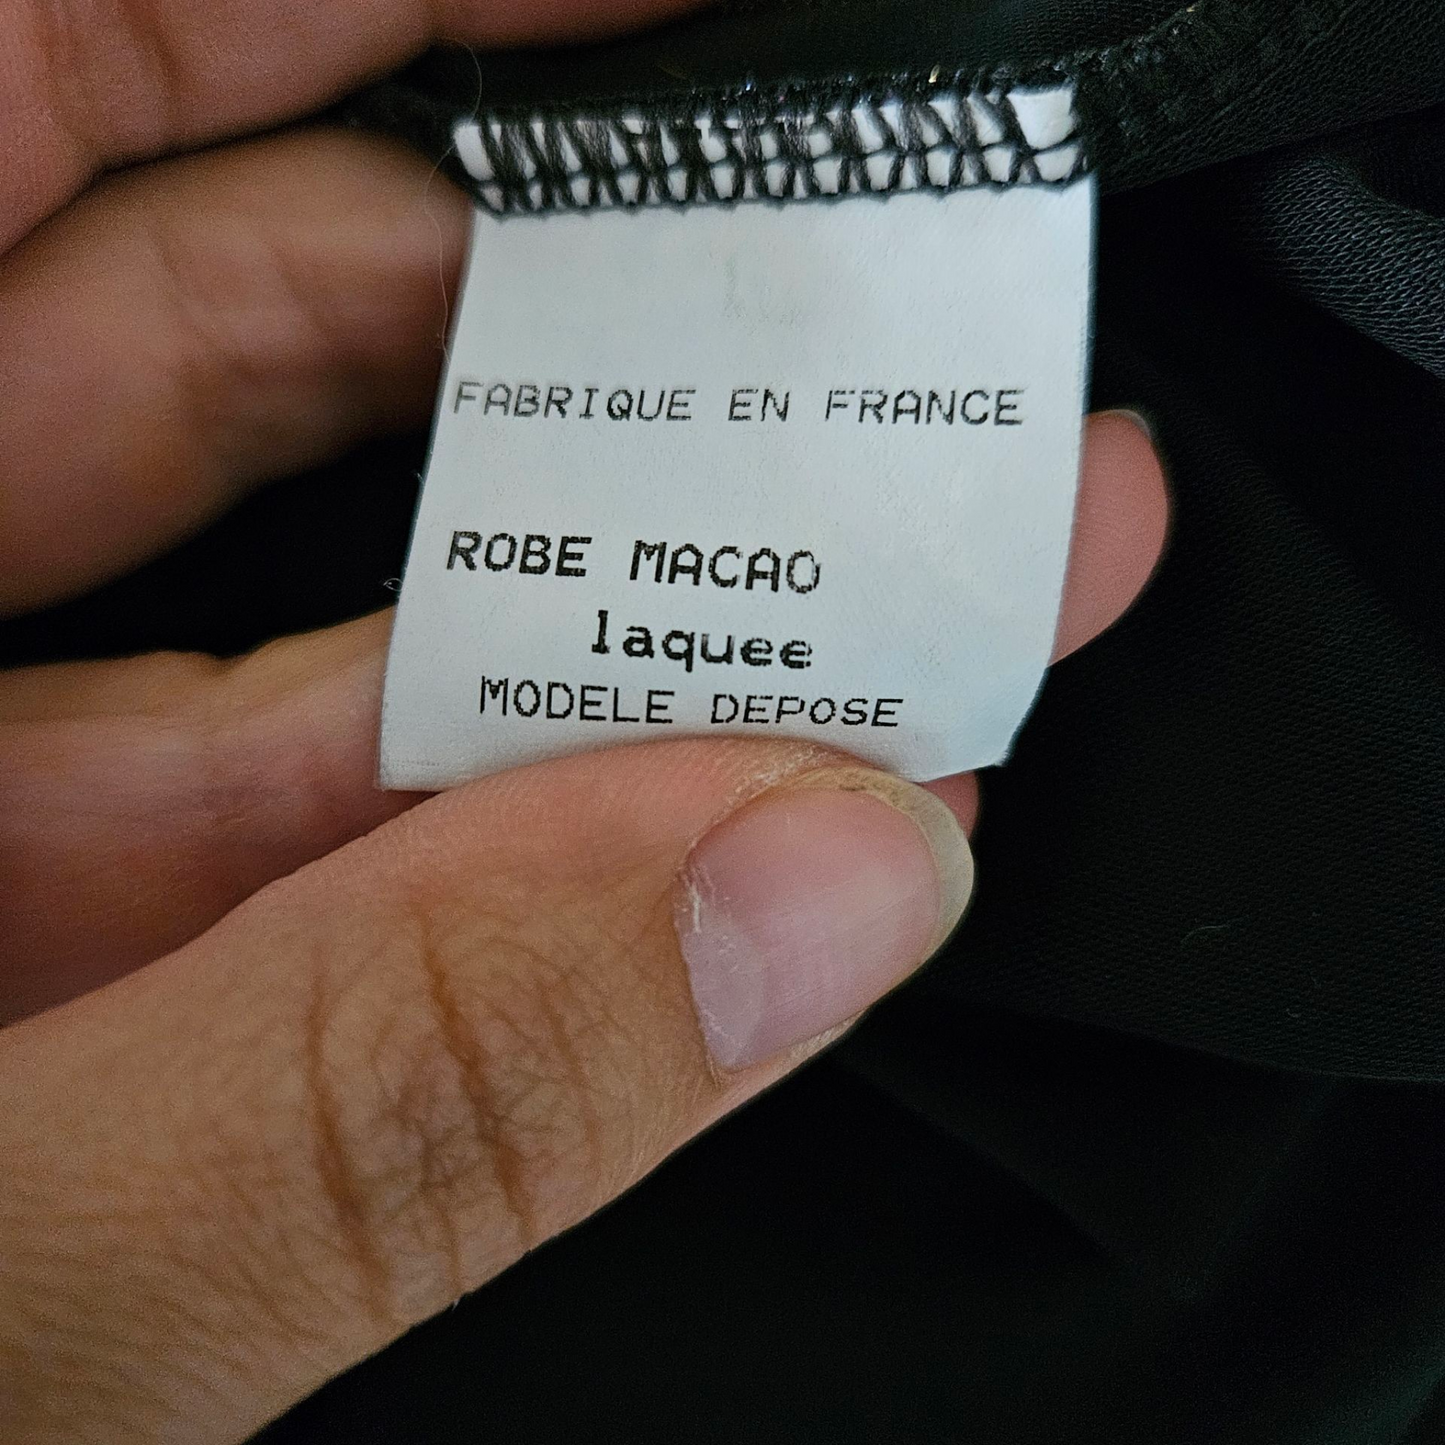 FABRIQUE EN FRANCE
ROBE MACAO
laquee
MODELE DEPOSE